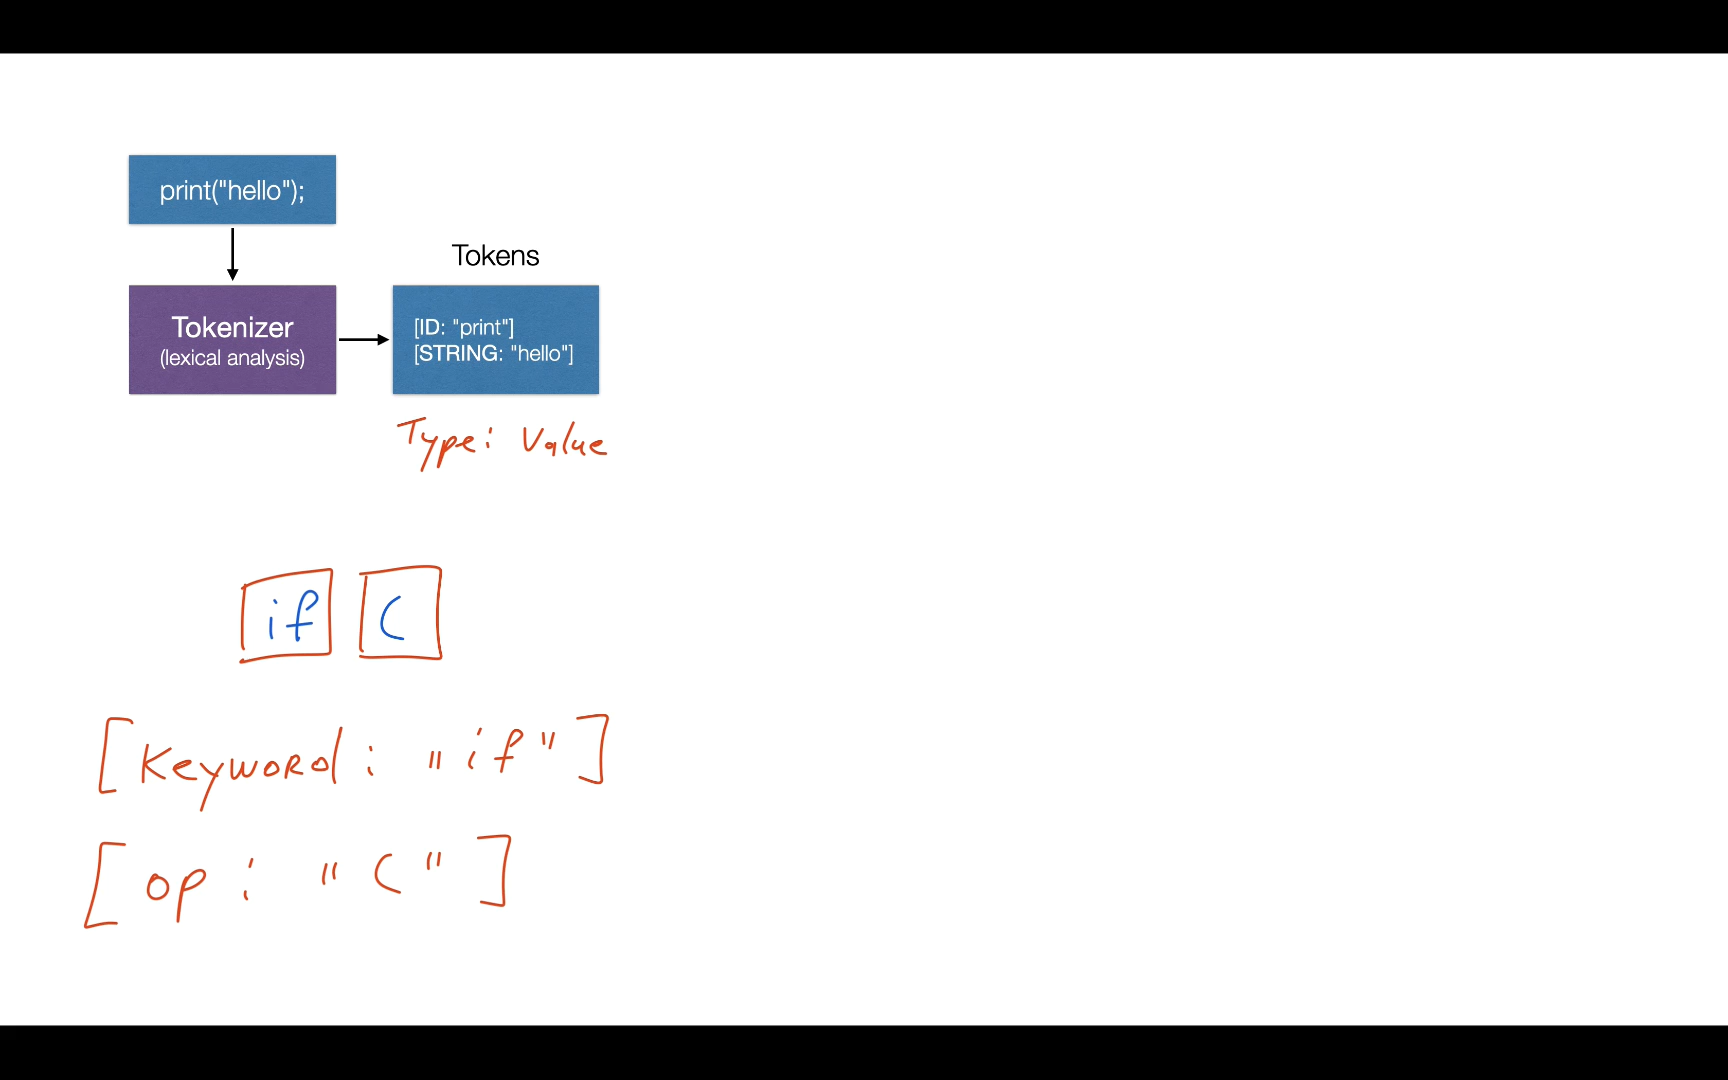 print("hello");
Tokens
Tokenizer
(lexical analysis)
[ID: "print"]
[STRING: "hello"]
Type: Value
if (
[Keyword: "if"]
[op: "("]